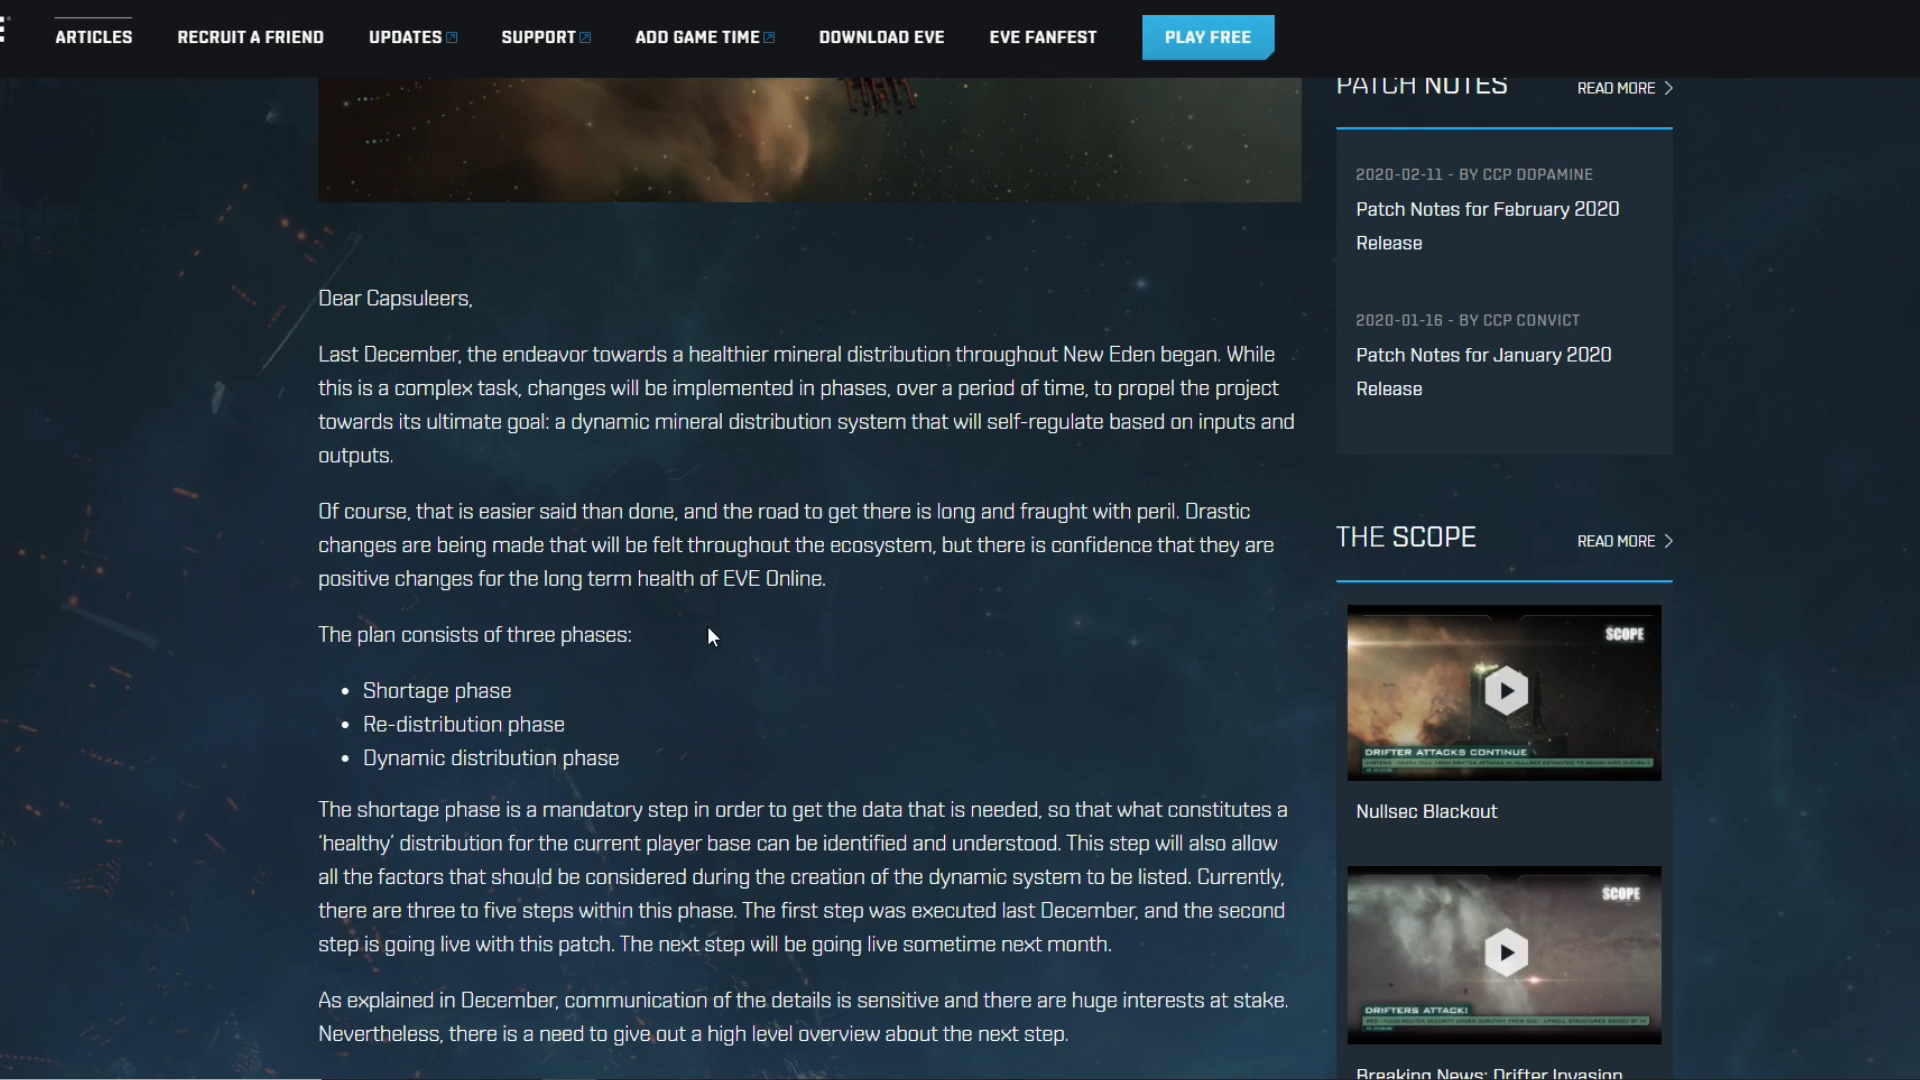 ARTICLES RECRUIT A FRIEND UPDATES SUPPORT ADD GAME TIME DOWNLOAD EVE EVE FANFEST PLAY FREE
Dear Capsuleers,
Last December, the endeavor towards a healthier mineral distribution throughout New Eden began. While
this is a complex task, changes will be implemented in phases, over a period of time, to propel the project
towards its ultimate goal: a dynamic mineral distribution system that will self-regulate based on inputs and
outputs.
Of course, that is easier said than done, and the road to get there is long and fraught with peril. Drastic
changes are being made that will be felt throughout the ecosystem, but there is confidence that they are
positive changes for the long term health of EVE Online.
The plan consists of three phases:
• Shortage phase
• Re-distribution phase
• Dynamic distribution phase
The shortage phase is a mandatory step in order to get the data that is needed, so that what constitutes a
‘healthy’ distribution for the current player base can be identified and understood. This step will also allow
all the factors that should be considered during the creation of the dynamic system to be listed. Currently,
there are three to five steps within this phase. The first step was executed last December, and the second
step is going live with this patch. The next step will be going live sometime next month.
As explained in December, communication of the details is sensitive and there are huge interests at stake.
Nevertheless, there is a need to give out a high level overview about the next step.
PATCH NOTES READ MORE
2020-02-11 - BY CCP DOPAMINE
Patch Notes for February 2020
Release
2020-01-16 - BY CCP CONVICT
Patch Notes for January 2020
Release
THE SCOPE READ MORE
SCOPE
DRIFTER ATTACKS CONTINUE
Nullsec Blackout
SCOPE
DRIFTERS ATTACK!
Breaking News: Drifter Invasion